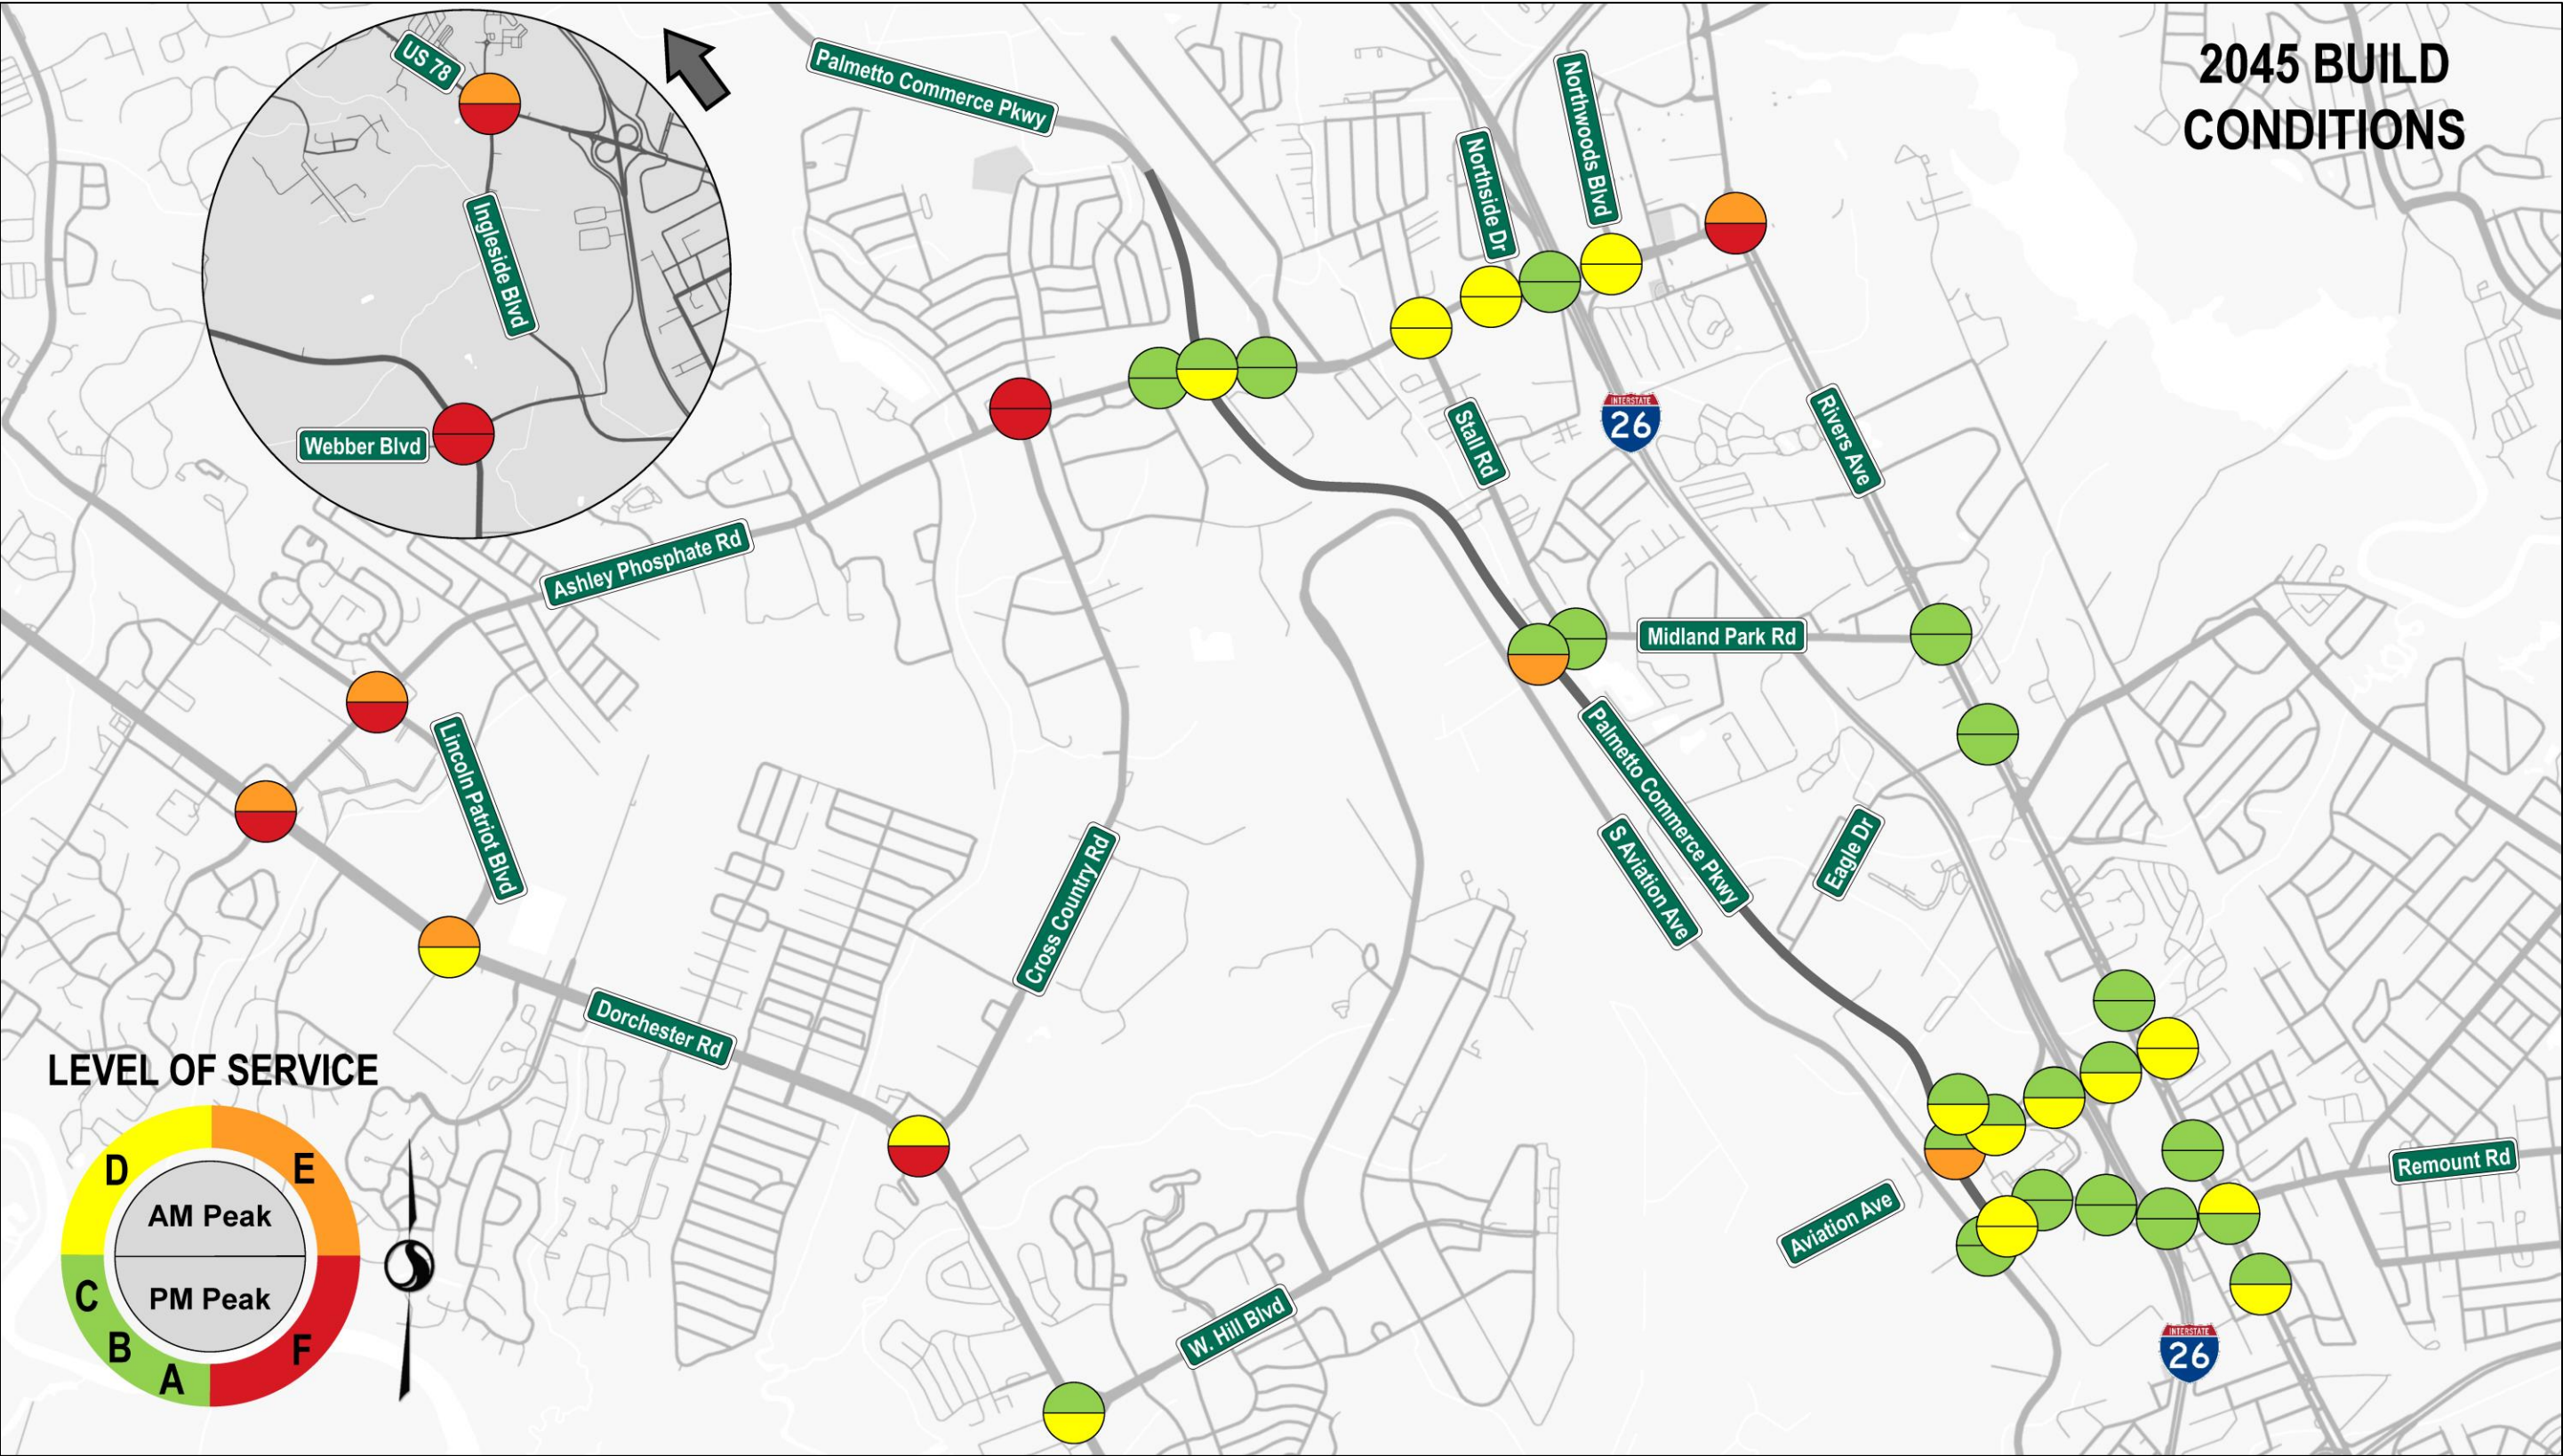 2045 BUILD
CONDITIONS
US 78
Ingleside Blvd
Webber Blvd
Palmetto Commerce Pkwy
Northside Dr
Northwoods Blvd
INTERSTATE
26
Stall Rd
Rivers Ave
Ashley Phosphate Rd
Midland Park Rd
Lincoln Patriot Blvd
Palmetto Commerce Pkwy
S Aviation Ave
Eagle Dr
Cross Country Rd
Dorchester Rd
Aviation Ave
Remount Rd
W. Hill Blvd
INTERSTATE
26
LEVEL OF SERVICE
D
E
AM Peak
PM Peak
C
B
A
F